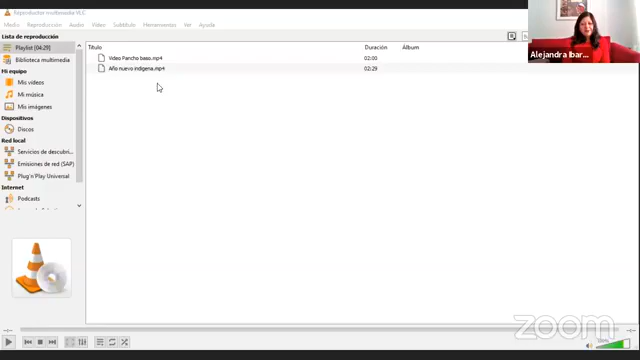 Reproductor multimedia VLC
Medio Reproducción Audio Video Subtítulo Herramientas Ver Ayuda
Lista de reproducción
Playlist [04:29]
Biblioteca multimedia
Mi equipo
Mis vídeos
Mi música
Mis imágenes
Dispositivos
Discos
Red local
Servicios de descubri...
Emisiones de red (SAP)
Plug'n'Play Universal
Internet
Podcasts
Título Duración Álbum
Video Pancho baso.mp4 02:00
Año nuevo indigena.mp4 02:29
Alejandra Ibar...
zoom